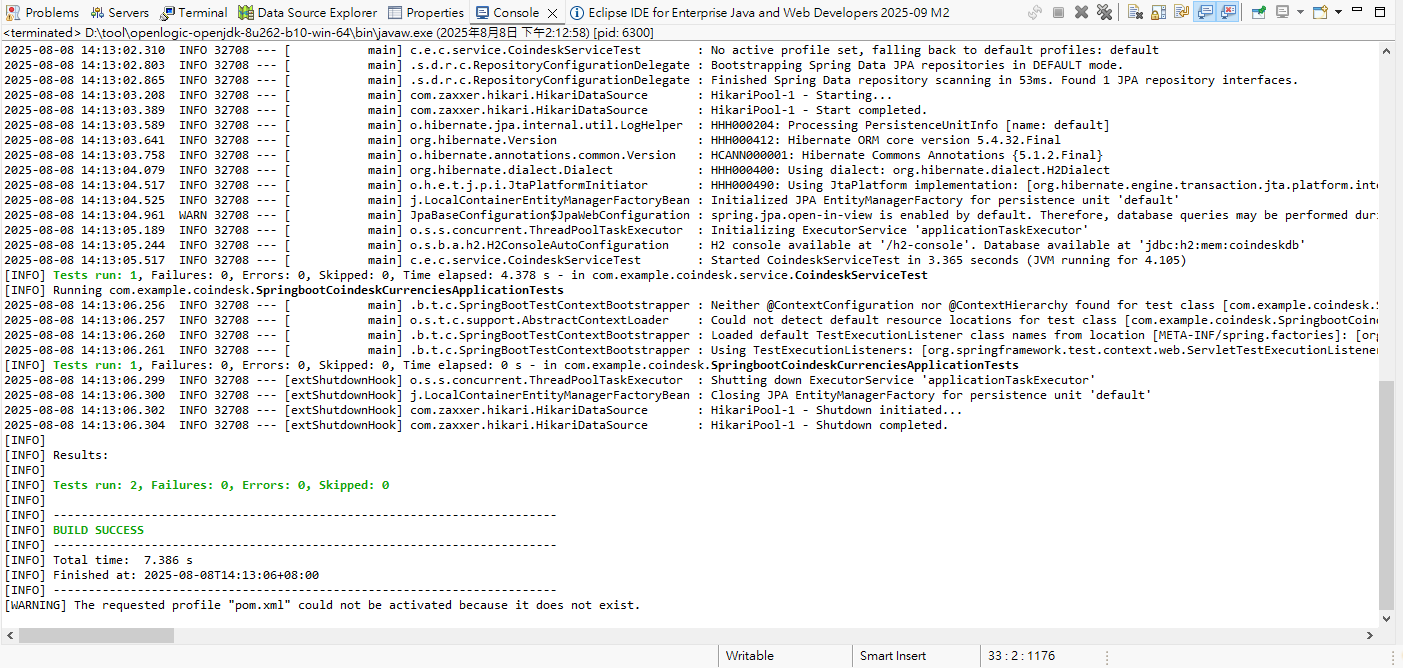 Problems Servers Terminal Data Source Explorer Properties Console Eclipse IDE for Enterprise Java and Web Developers 2025-09 M2
<terminated> D:\tool\openlogic-openjdk-8u262-b10-win-64\bin\javaw.exe (2025年8月8日 下午2:12:58) [pid: 6300]
2025-08-08 14:13:02.310  INFO 32708 --- [           main] c.e.c.service.CoindeskServiceTest        : No active profile set, falling back to default profiles: default
2025-08-08 14:13:02.803  INFO 32708 --- [           main] .s.d.r.c.RepositoryConfigurationDelegate : Bootstrapping Spring Data JPA repositories in DEFAULT mode.
2025-08-08 14:13:02.865  INFO 32708 --- [           main] .s.d.r.c.RepositoryConfigurationDelegate : Finished Spring Data repository scanning in 53ms. Found 1 JPA repository interfaces.
2025-08-08 14:13:03.208  INFO 32708 --- [           main] com.zaxxer.hikari.HikariDataSource       : HikariPool-1 - Starting...
2025-08-08 14:13:03.389  INFO 32708 --- [           main] com.zaxxer.hikari.HikariDataSource       : HikariPool-1 - Start completed.
2025-08-08 14:13:03.589  INFO 32708 --- [           main] o.hibernate.jpa.internal.util.LogHelper  : HHH000204: Processing PersistenceUnitInfo [name: default]
2025-08-08 14:13:03.641  INFO 32708 --- [           main] org.hibernate.Version                    : HHH000412: Hibernate ORM core version 5.4.32.Final
2025-08-08 14:13:03.758  INFO 32708 --- [           main] o.hibernate.annotations.common.Version   : HCANN000001: Hibernate Commons Annotations {5.1.2.Final}
2025-08-08 14:13:04.079  INFO 32708 --- [           main] org.hibernate.dialect.Dialect            : HHH000400: Using dialect: org.hibernate.dialect.H2Dialect
2025-08-08 14:13:04.517  INFO 32708 --- [           main] o.h.e.t.j.p.i.JtaPlatformInitiator       : HHH000490: Using JtaPlatform implementation: [org.hibernate.engine.transaction.jta.platform.inte
2025-08-08 14:13:04.525  INFO 32708 --- [           main] j.LocalContainerEntityManagerFactoryBean : Initialized JPA EntityManagerFactory for persistence unit 'default'
2025-08-08 14:13:04.961  WARN 32708 --- [           main] JpaBaseConfiguration$JpaWebConfiguration : spring.jpa.open-in-view is enabled by default. Therefore, database queries may be performed duri
2025-08-08 14:13:05.189  INFO 32708 --- [           main] o.s.s.concurrent.ThreadPoolTaskExecutor  : Initializing ExecutorService 'applicationTaskExecutor'
2025-08-08 14:13:05.244  INFO 32708 --- [           main] o.s.b.a.h2.H2ConsoleAutoConfiguration    : H2 console available at '/h2-console'. Database available at 'jdbc:h2:mem:coindeskdb'
2025-08-08 14:13:05.517  INFO 32708 --- [           main] c.e.c.service.CoindeskServiceTest        : Started CoindeskServiceTest in 3.365 seconds (JVM running for 4.105)
[INFO] Tests run: 1, Failures: 0, Errors: 0, Skipped: 0, Time elapsed: 4.378 s - in com.example.coindesk.service.CoindeskServiceTest
[INFO] Running com.example.coindesk.SpringbootCoindeskCurrenciesApplicationTests
2025-08-08 14:13:06.256  INFO 32708 --- [           main] .b.t.c.SpringBootTestContextBootstrapper : Neither @ContextConfiguration nor @ContextHierarchy found for test class [com.example.coindesk.S
2025-08-08 14:13:06.257  INFO 32708 --- [           main] o.s.t.c.support.AbstractContextLoader    : Could not detect default resource locations for test class [com.example.coindesk.SpringbootCoin
2025-08-08 14:13:06.260  INFO 32708 --- [           main] .b.t.c.SpringBootTestContextBootstrapper : Loaded default TestExecutionListener class names from location [META-INF/spring.factories]: [org
2025-08-08 14:13:06.261  INFO 32708 --- [           main] .b.t.c.SpringBootTestContextBootstrapper : Using TestExecutionListeners: [org.springframework.test.context.web.ServletTestExecutionListene
[INFO] Tests run: 1, Failures: 0, Errors: 0, Skipped: 0, Time elapsed: 0 s - in com.example.coindesk.SpringbootCoindeskCurrenciesApplicationTests
2025-08-08 14:13:06.299  INFO 32708 --- [extShutdownHook] o.s.s.concurrent.ThreadPoolTaskExecutor  : Shutting down ExecutorService 'applicationTaskExecutor'
2025-08-08 14:13:06.300  INFO 32708 --- [extShutdownHook] j.LocalContainerEntityManagerFactoryBean : Closing JPA EntityManagerFactory for persistence unit 'default'
2025-08-08 14:13:06.302  INFO 32708 --- [extShutdownHook] com.zaxxer.hikari.HikariDataSource       : HikariPool-1 - Shutdown initiated...
2025-08-08 14:13:06.304  INFO 32708 --- [extShutdownHook] com.zaxxer.hikari.HikariDataSource       : HikariPool-1 - Shutdown completed.
[INFO]
[INFO] Results:
[INFO]
[INFO] Tests run: 2, Failures: 0, Errors: 0, Skipped: 0
[INFO]
[INFO] ------------------------------------------------------------------------
[INFO] BUILD SUCCESS
[INFO] ------------------------------------------------------------------------
[INFO] Total time:  7.386 s
[INFO] Finished at: 2025-08-08T14:13:06+08:00
[INFO] ------------------------------------------------------------------------
[WARNING] The requested profile "pom.xml" could not be activated because it does not exist.
Writable Smart Insert 33 : 2 : 1176